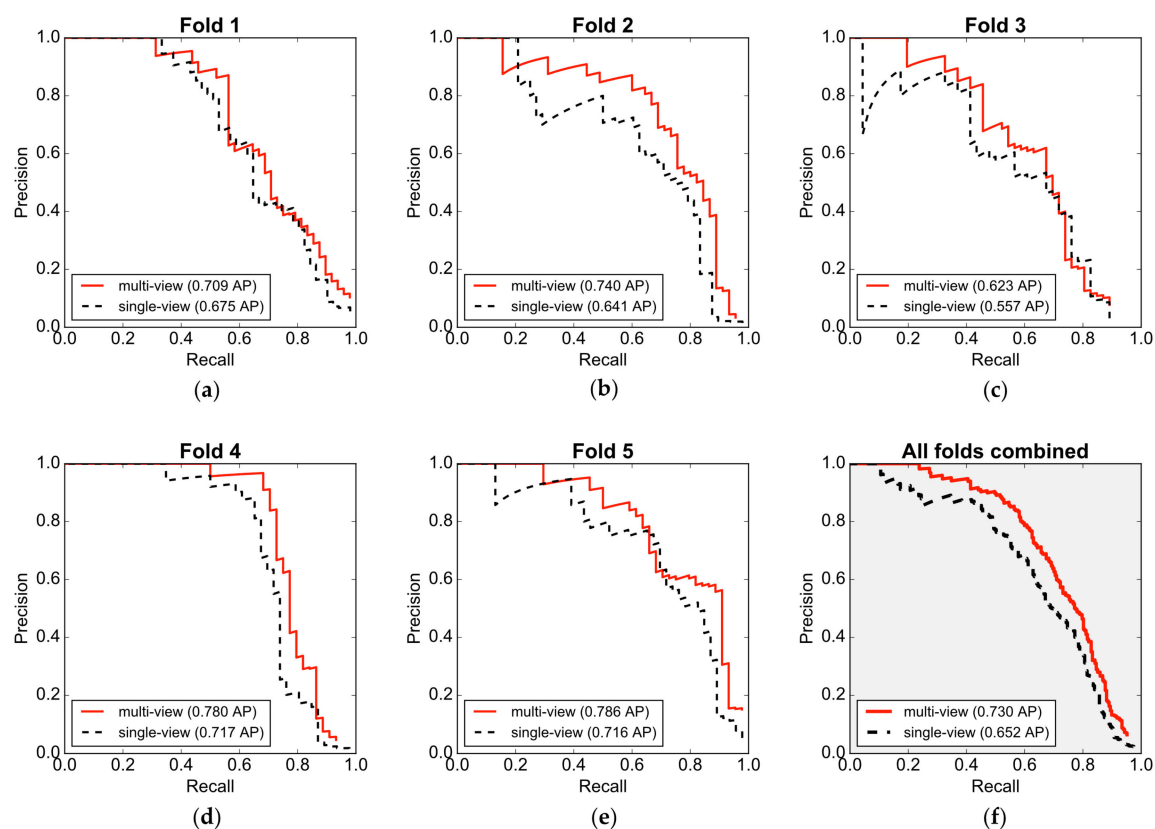 Fold 1
Precision
1.0
0.8
0.6
0.4
0.2
0.0
multi-view (0.709 AP)
single-view (0.675 AP)
0.0 0.2 0.4 0.6 0.8 1.0
Recall
(a)
Fold 2
Precision
1.0
0.8
0.6
0.4
0.2
0.0
multi-view (0.740 AP)
single-view (0.641 AP)
0.0 0.2 0.4 0.6 0.8 1.0
Recall
(b)
Fold 3
Precision
1.0
0.8
0.6
0.4
0.2
0.0
multi-view (0.623 AP)
single-view (0.557 AP)
0.0 0.2 0.4 0.6 0.8 1.0
Recall
(c)
Fold 4
Precision
1.0
0.8
0.6
0.4
0.2
0.0
multi-view (0.780 AP)
single-view (0.717 AP)
0.0 0.2 0.4 0.6 0.8 1.0
Recall
(d)
Fold 5
Precision
1.0
0.8
0.6
0.4
0.2
0.0
multi-view (0.786 AP)
single-view (0.716 AP)
0.0 0.2 0.4 0.6 0.8 1.0
Recall
(e)
All folds combined
Precision
1.0
0.8
0.6
0.4
0.2
0.0
multi-view (0.730 AP)
single-view (0.652 AP)
0.0 0.2 0.4 0.6 0.8 1.0
Recall
(f)